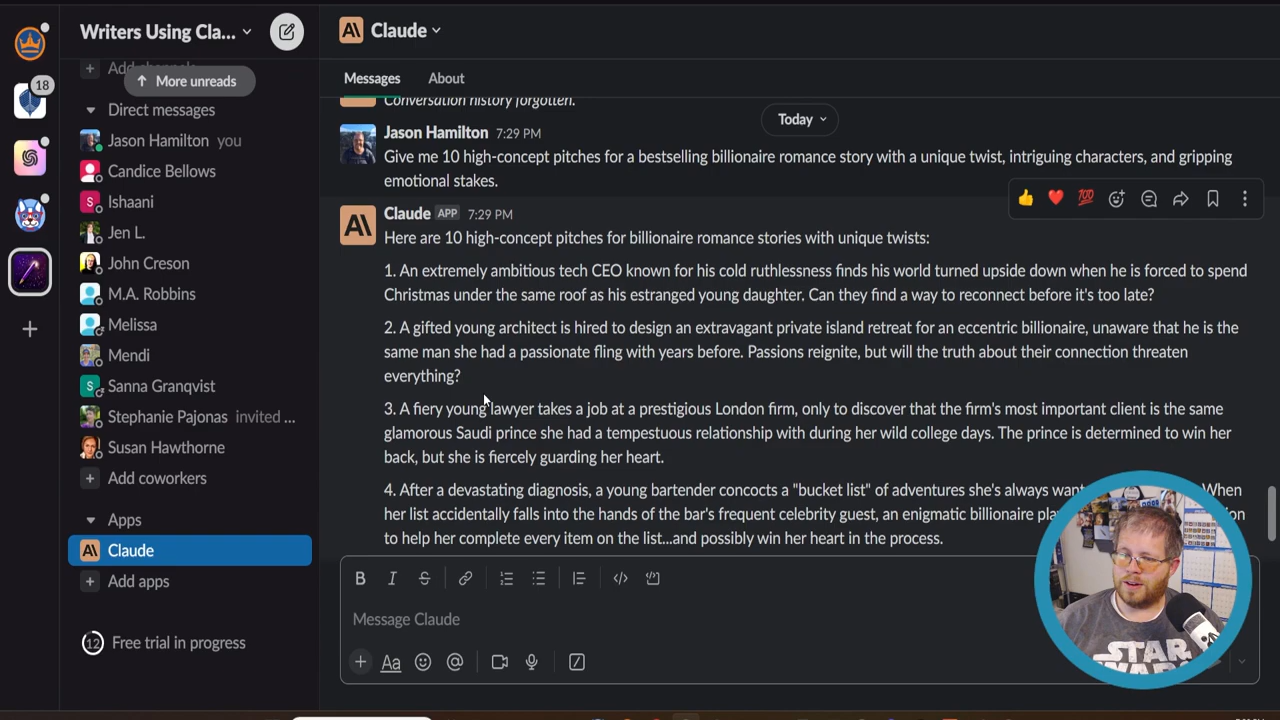 Writers Using Cla...
18
Add channels
More unreads
Direct messages
Jason Hamilton you
Candice Bellows
Ishaani
Jen L.
John Creson
M.A. Robbins
Melissa
Mendi
Sanna Granqvist
Stephanie Pajonas invited ...
Susan Hawthorne
Add coworkers
Apps
Claude
Add apps
12 Free trial in progress
Claude
Messages About
Conversation history forgotten.
Today
Jason Hamilton 7:29 PM
Give me 10 high-concept pitches for a bestselling billionaire romance story with a unique twist, intriguing characters, and gripping
emotional stakes.
Claude APP 7:29 PM
Here are 10 high-concept pitches for billionaire romance stories with unique twists:
1. An extremely ambitious tech CEO known for his cold ruthlessness finds his world turned upside down when he is forced to spend
Christmas under the same roof as his estranged young daughter. Can they find a way to reconnect before it's too late?
2. A gifted young architect is hired to design an extravagant private island retreat for an eccentric billionaire, unaware that he is the
same man she had a passionate fling with years before. Passions reignite, but will the truth about their connection threaten
everything?
3. A fiery young lawyer takes a job at a prestigious London firm, only to discover that the firm's most important client is the same
glamorous Saudi prince she had a tempestuous relationship with during her wild college days. The prince is determined to win her
back, but she is fiercely guarding her heart.
4. After a devastating diagnosis, a young bartender concocts a "bucket list" of adventures she's always When
her list accidentally falls into the hands of the bar's frequent celebrity guest, an enigmatic billionaire
to help her complete every item on the list...and possibly win her heart in the process.
Message Claude
Aa
STAR
WARS